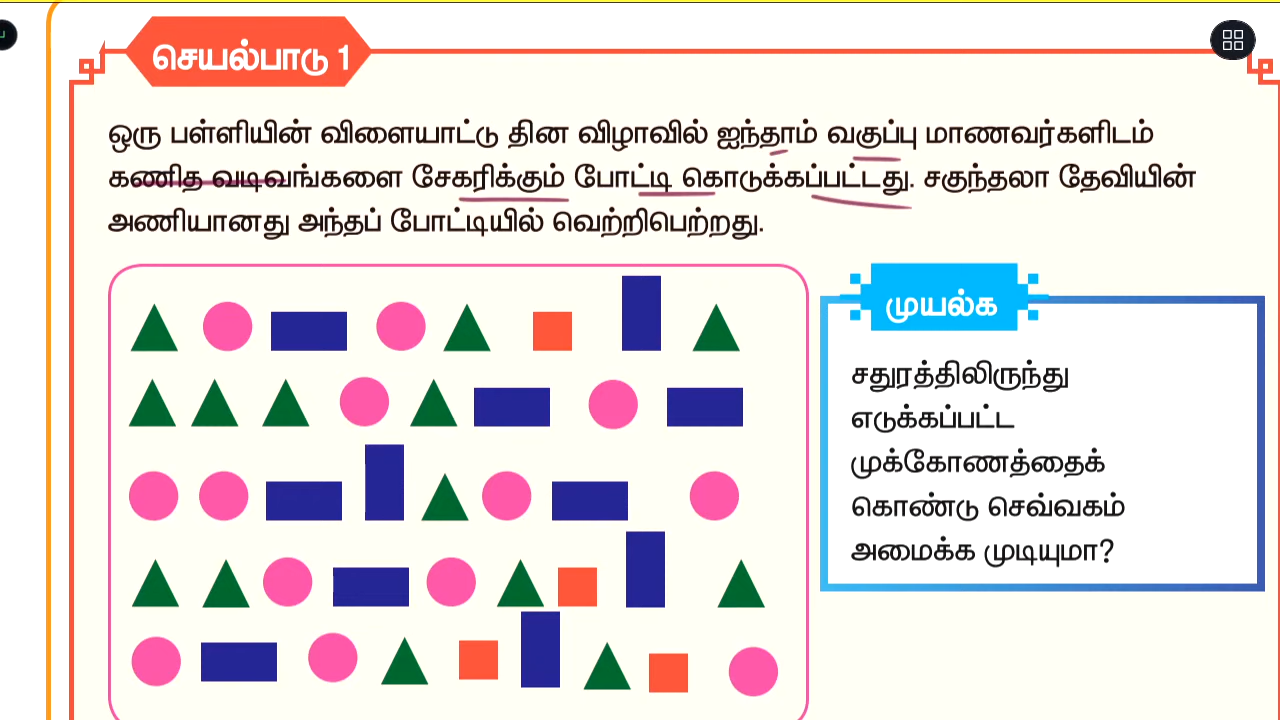 செயல்பாடு 1
ஒரு பள்ளியின் விளையாட்டு தின விழாவில் ஐந்தாம் வகுப்பு மாணவர்களிடம்
கணித வடிவங்களை சேகரிக்கும் போட்டி கொடுக்கப்பட்டது. சகுந்தலா தேவியின்
அணியானது அந்தப் போட்டியில் வெற்றிபெற்றது.
முயல்க
சதுரத்திலிருந்து
எடுக்கப்பட்ட
முக்கோணத்தைக்
கொண்டு செவ்வகம்
அமைக்க முடியுமா?